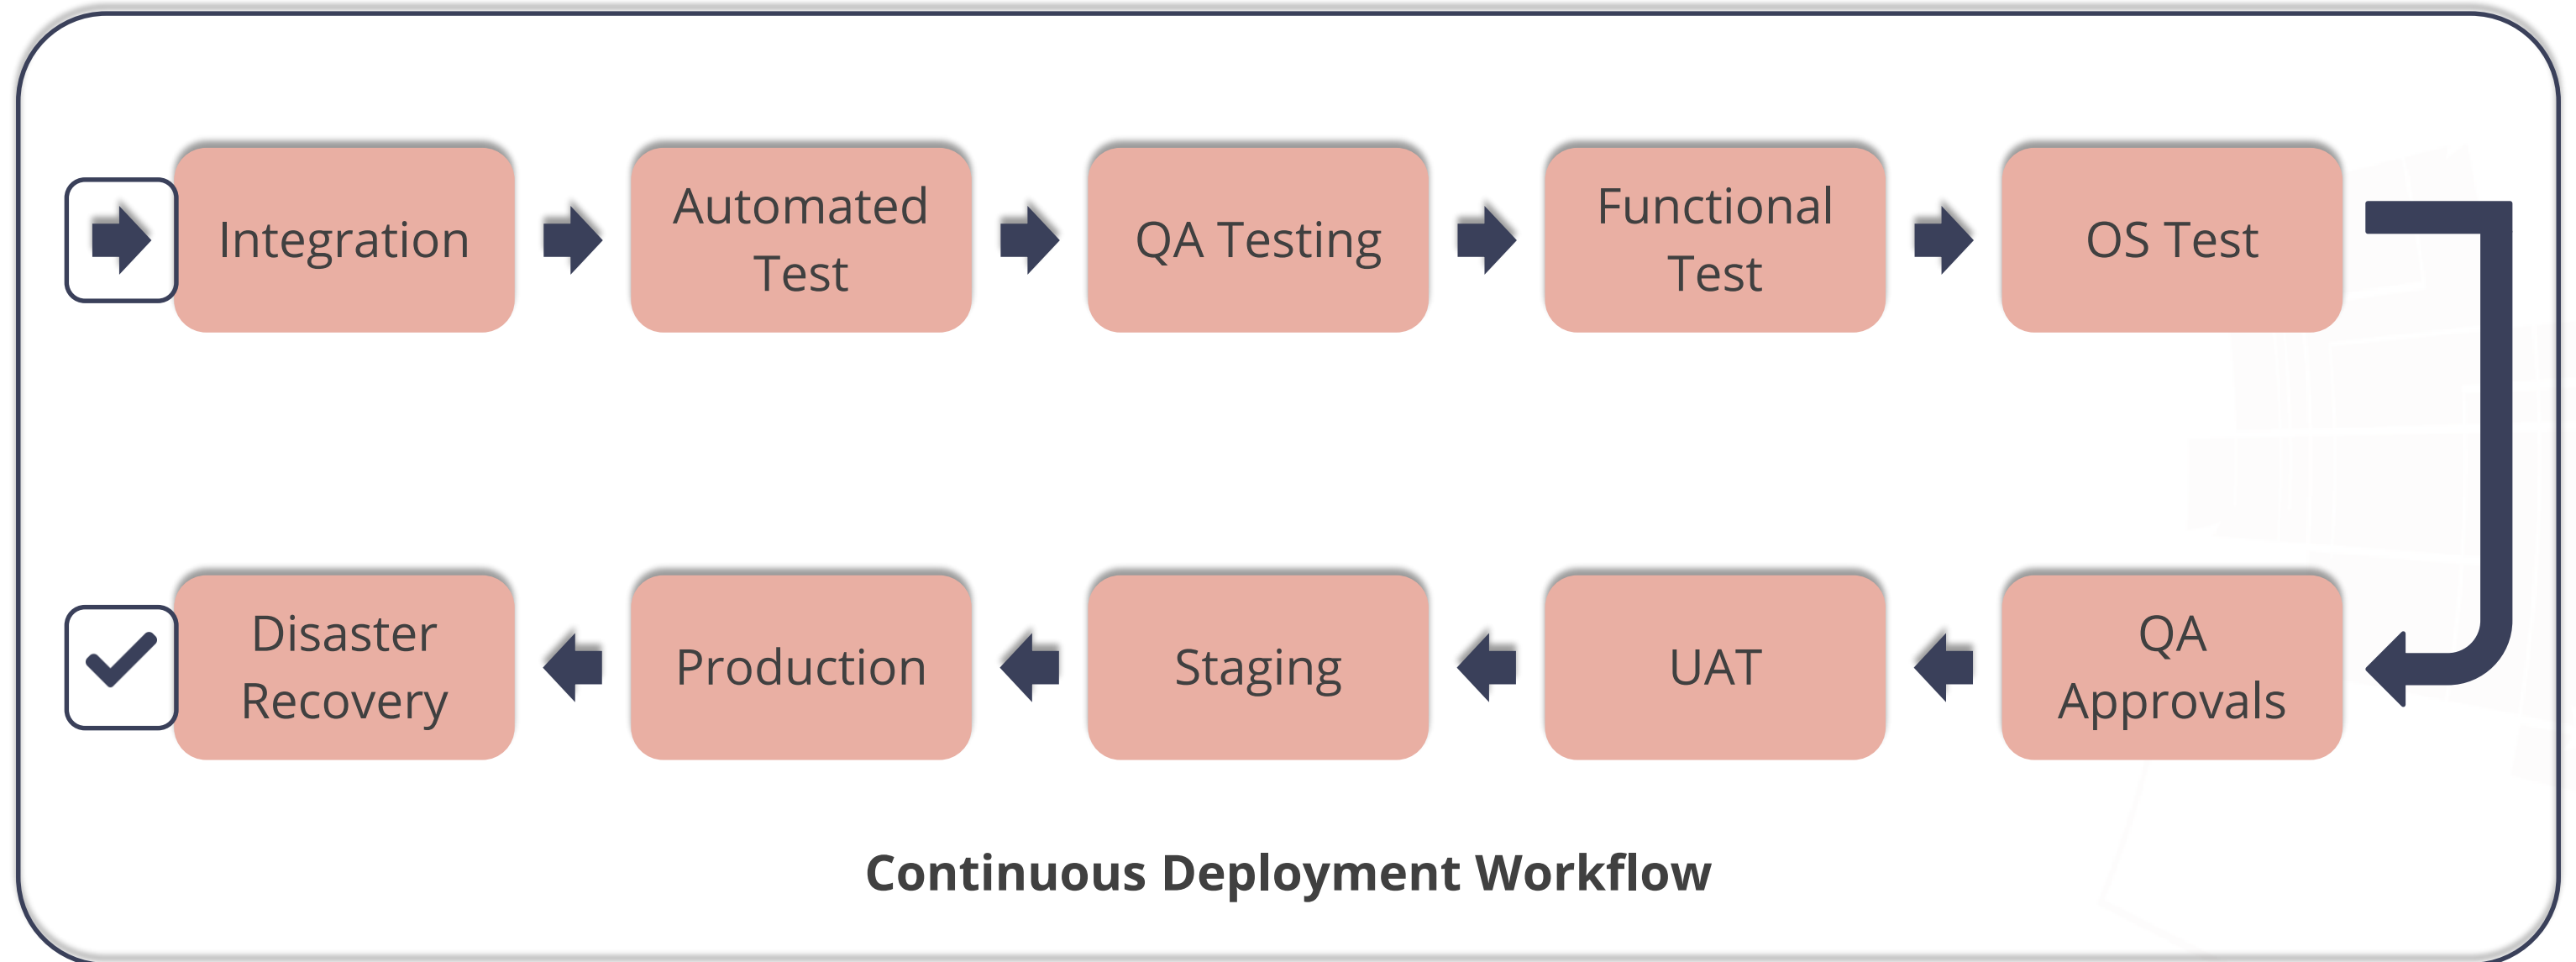 Integration
Automated
Test
QA Testing
Functional
Test
OS Test
QA
Approvals
UAT
Staging
Production
Disaster
Recovery
Continuous Deployment Workflow